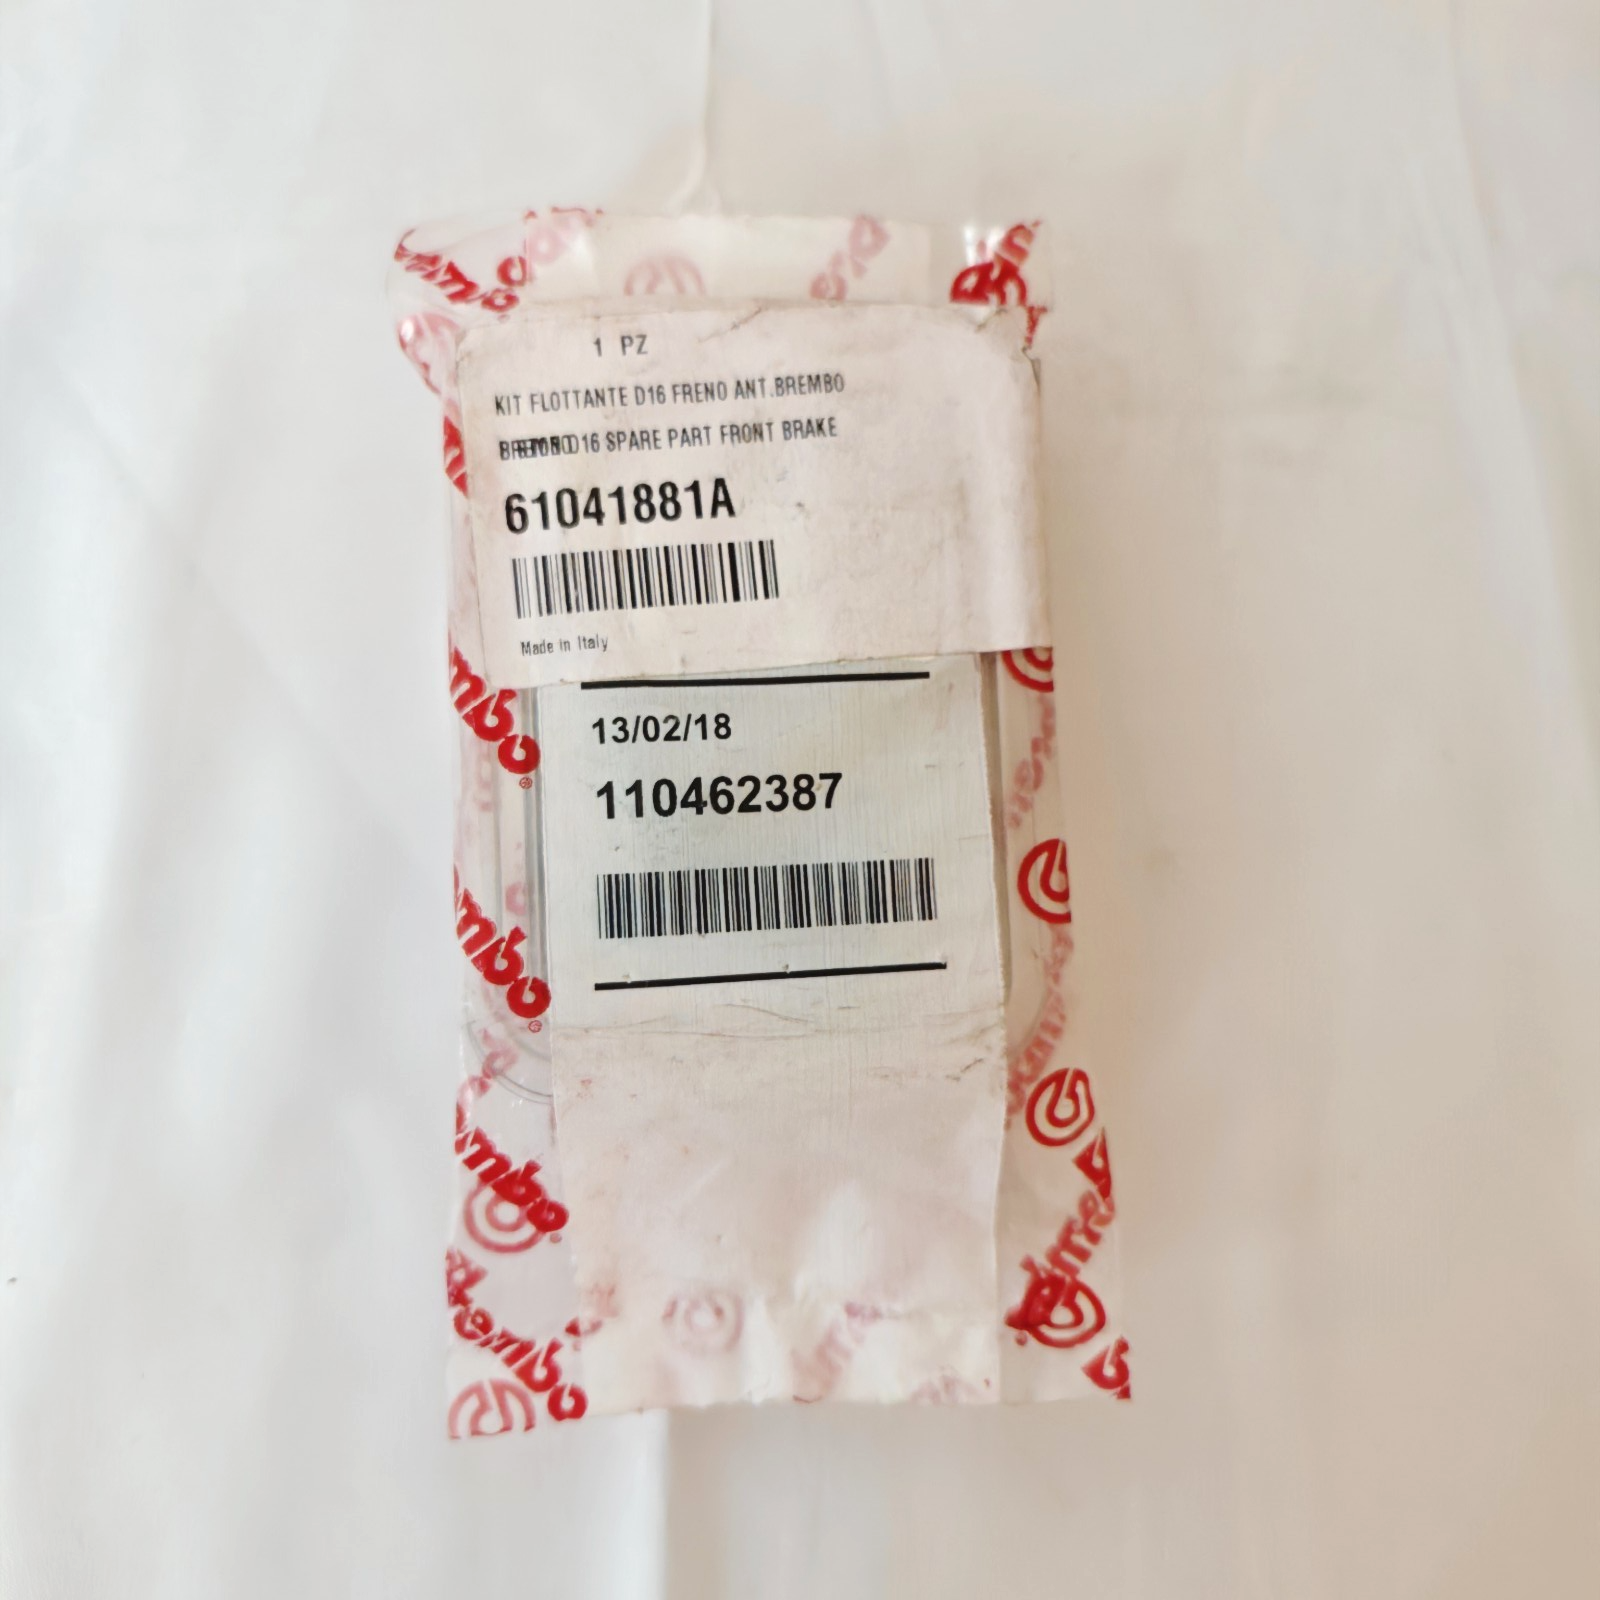 1 PZ
KIT FLOTTANTE D16 FRENO ANT.BREMBO
D16 SPARE PART FRONT BRAKE
61041881A
Made in Italy
13/02/18
110462387
brembo
brembo